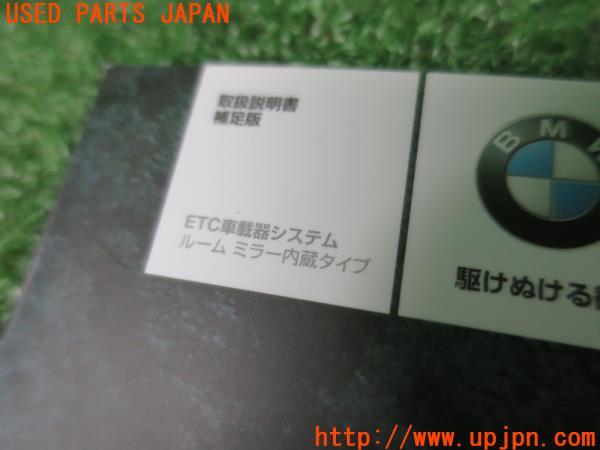 USED PARTS JAPAN
取扱説明書
補足版
ETC車載器システム
ルーム ミラー内蔵タイプ
BM
駆けぬける
http://www.upjpn.com/